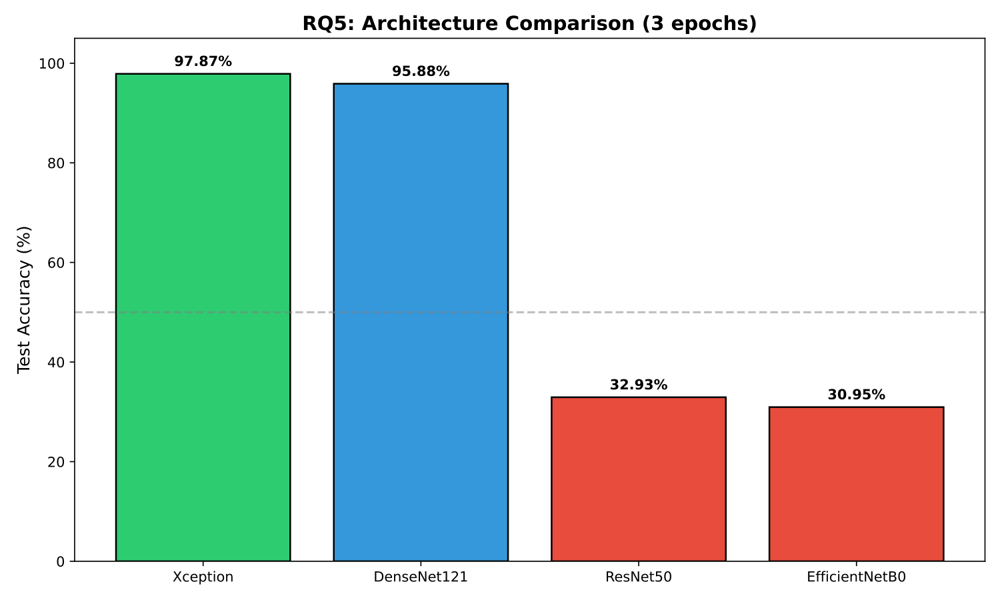 RQ5: Architecture Comparison (3 epochs)
Test Accuracy (%)
100
80
60
40
20
0
97.87%
95.88%
32.93%
30.95%
Xception
DenseNet121
ResNet50
EfficientNetB0